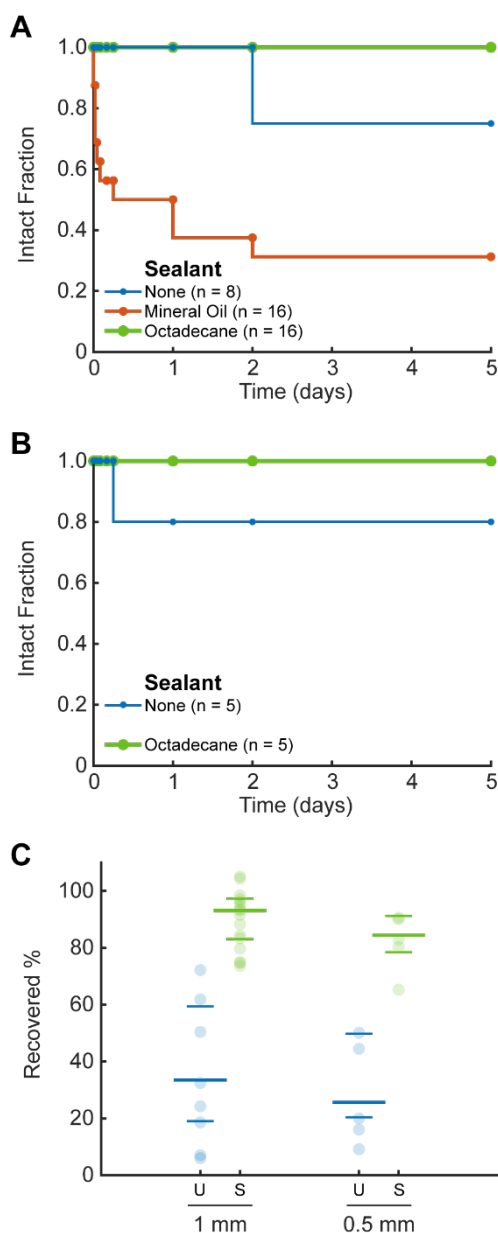 A
Intact Fraction
1.0
0.8
0.6
0.4
0.2
0
Sealant
None (n = 8)
Mineral Oil (n = 16)
Octadecane (n = 16)
0 1 2 3 4 5
Time (days)
B
Intact Fraction
1.0
0.8
0.6
0.4
0.2
0
Sealant
None (n = 5)
Octadecane (n = 5)
0 1 2 3 4 5
Time (days)
C
Recovered %
100
80
60
40
20
0
U S U S
1 mm 0.5 mm